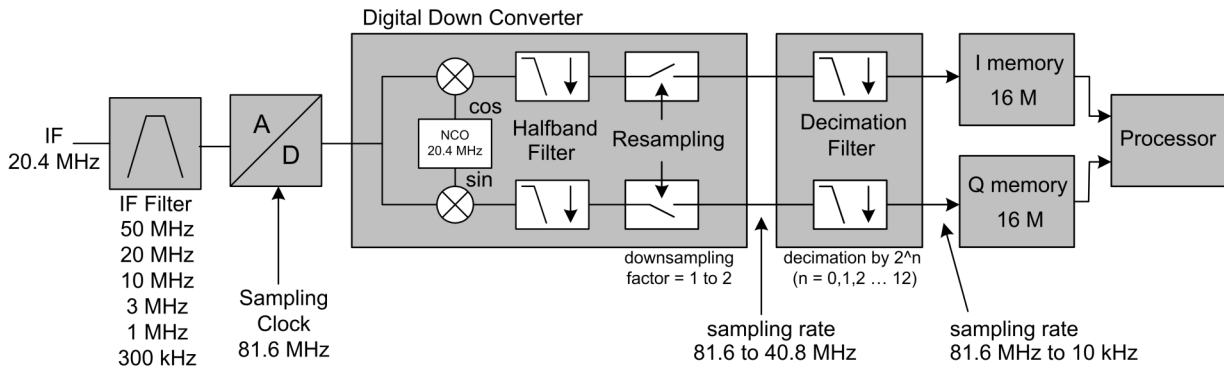 Digital Down Converter
IF
20.4 MHz
IF Filter
50 MHz
20 MHz
10 MHz
3 MHz
1 MHz
300 kHz
A
D
Sampling
Clock
81.6 MHz
cos
NCO
20.4 MHz
sin
Halfband
Filter
Resampling
downsampling
factor = 1 to 2
sampling rate
81.6 to 40.8 MHz
Decimation
Filter
decimation by 2^n
(n = 0,1,2 … 12)
sampling rate
81.6 MHz to 10 kHz
I memory
16 M
Q memory
16 M
Processor